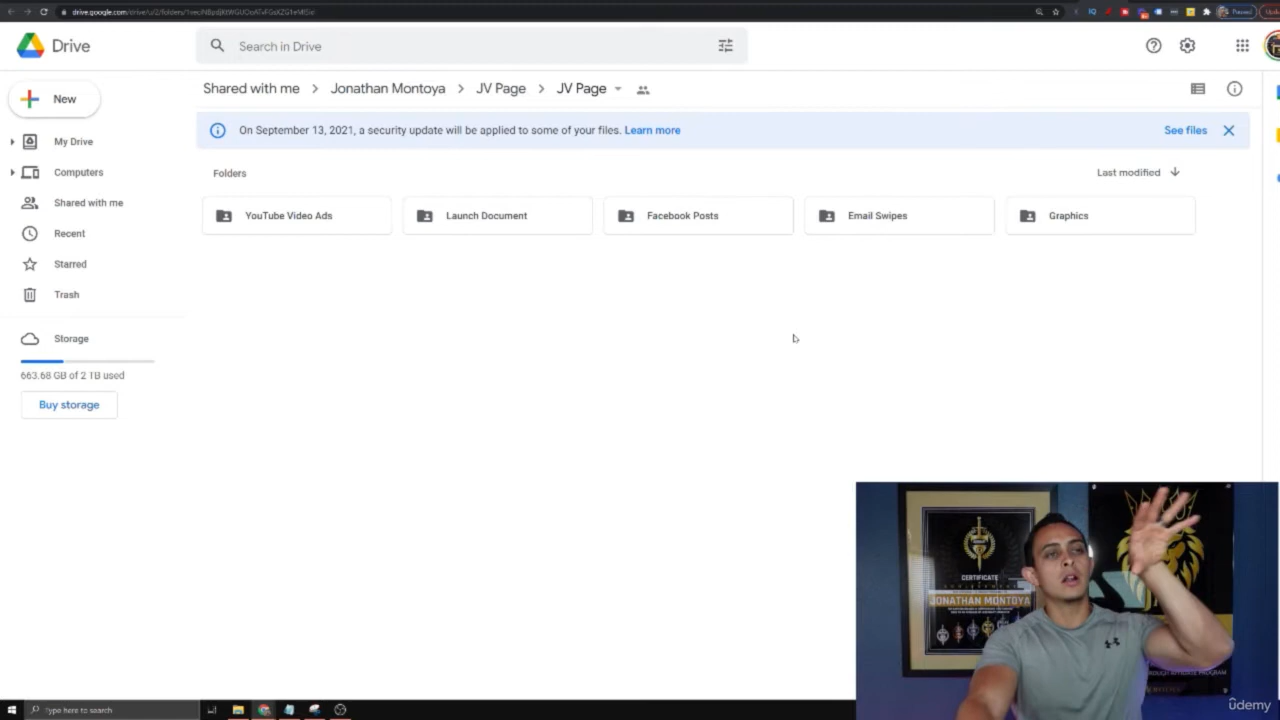 Drive
Search in Drive
New
Shared with me
Jonathan Montoya
JV Page
JV Page
On September 13, 2021, a security update will be applied to some of your files. Learn more
See files
My Drive
Computers
Shared with me
Recent
Starred
Trash
Storage
663.68 GB of 2 TB used
Buy storage
Folders
Last modified
YouTube Video Ads
Launch Document
Facebook Posts
Email Swipes
Graphics
CERTIFICATE
JONATHAN MONTOYA
PROGRAM
Type here to search
Paused
ûdemy